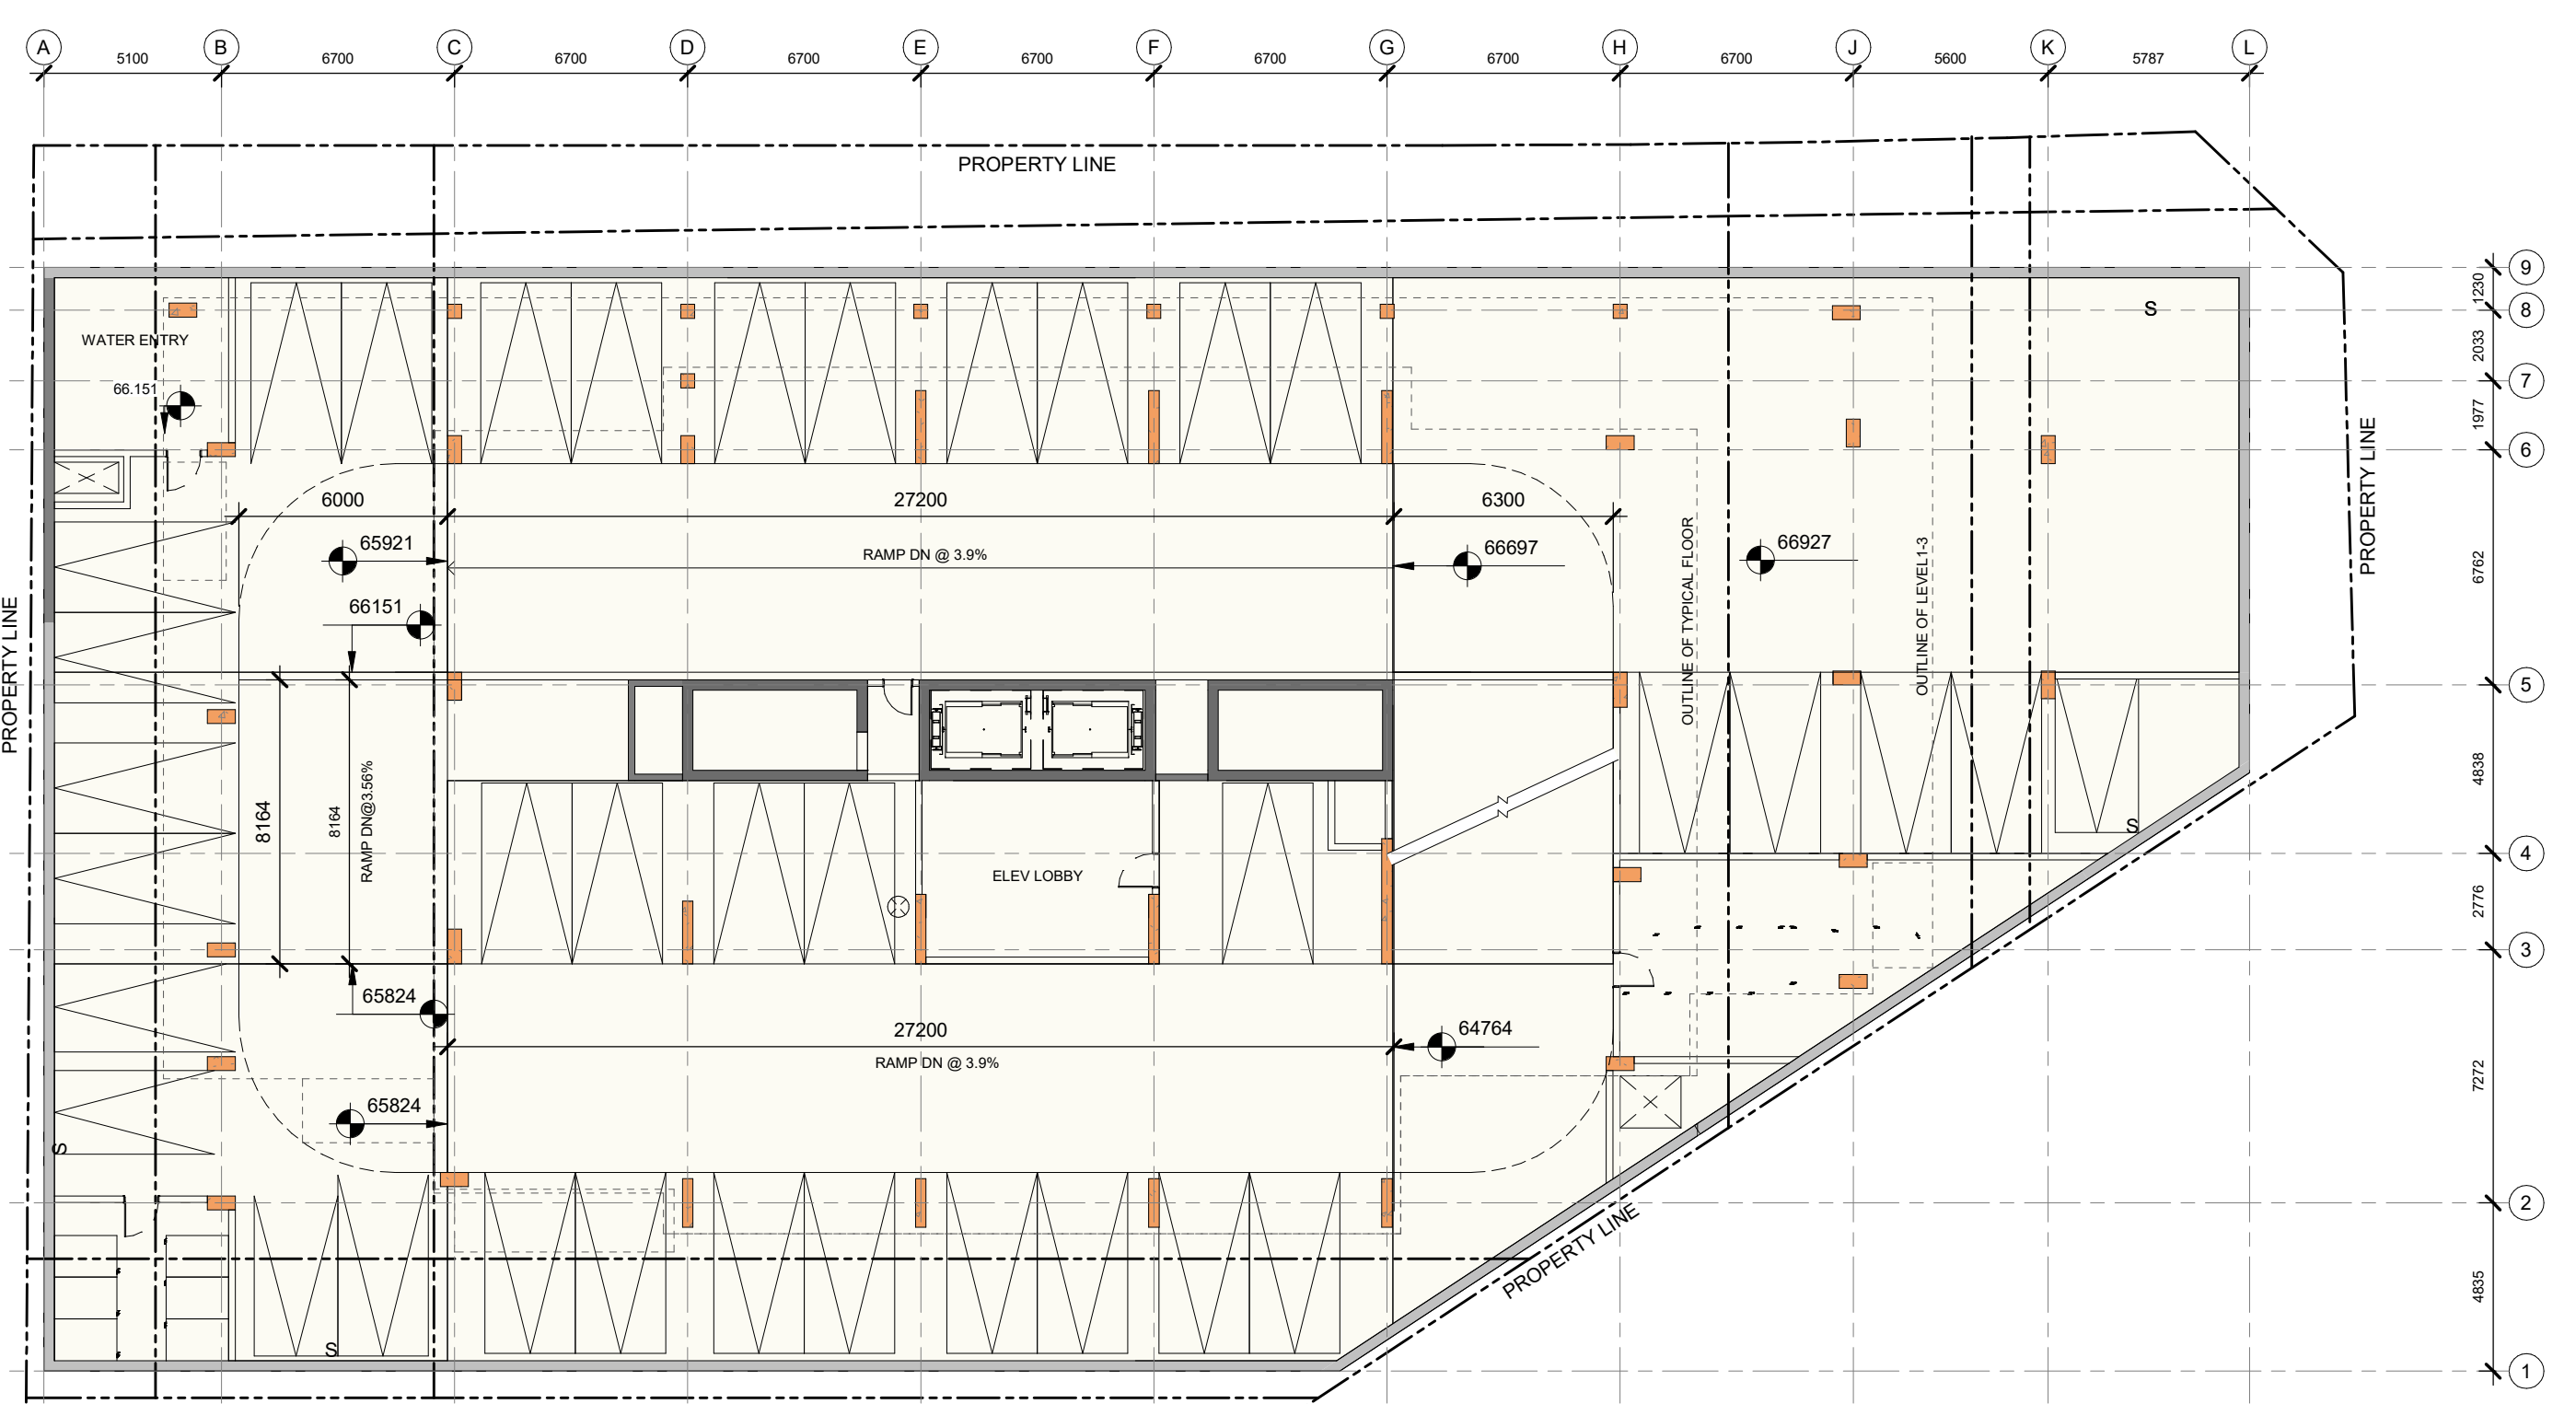 A B C D E F G H J K L
5100 6700 6700 6700 6700 6700 6700 6700 5600 5787
PROPERTY LINE
9
1230
8
S
2033
WATER ENTRY
7
66.151
1977
6
PROPERTY LINE
6000 27200 6300
65921
RAMP DN @ 3.9%
66697
66927
OUTLINE OF TYPICAL FLOOR
OUTLINE OF LEVEL1-3
6762
66151
PROPERTY LINE
5
4838
8164
8164
RAMP DN@3.56%
S
4
ELEV LOBBY
2776
3
65824
27200
64764
RAMP DN @ 3.9%
7272
65824
S
2
PROPERTY LINE
4835
S
1